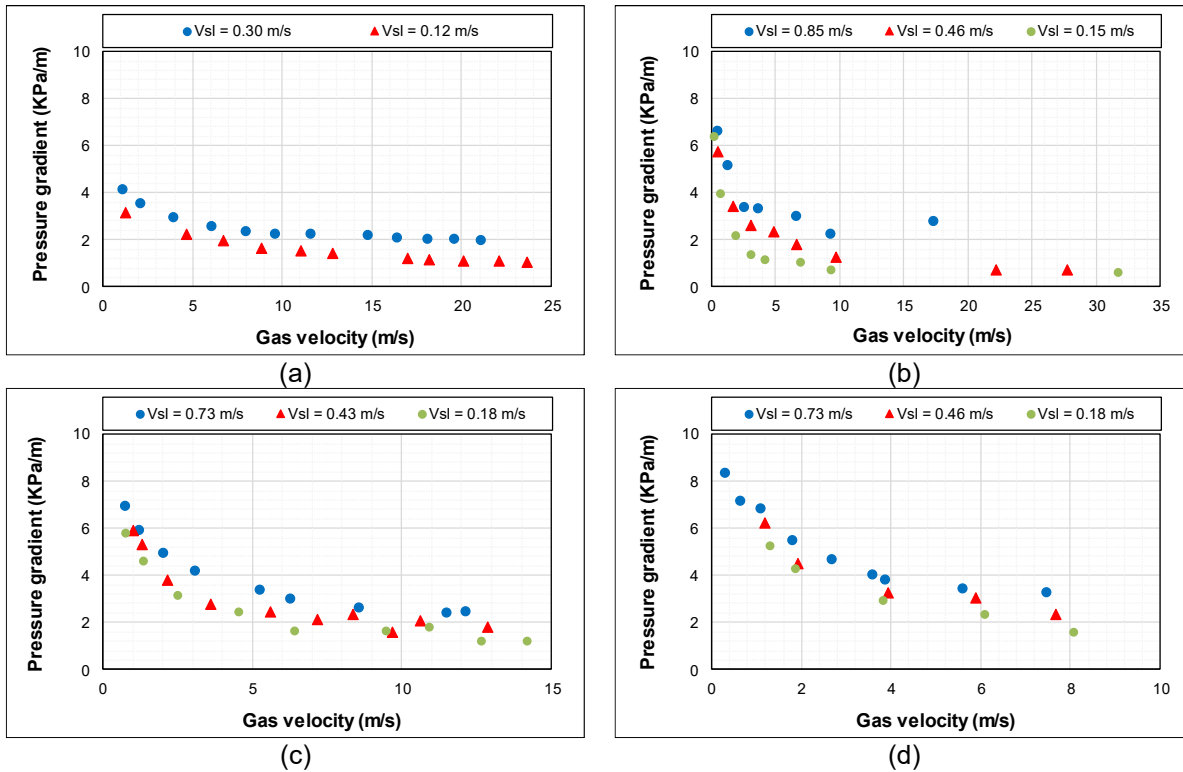 Vsl = 0.30 m/s Vsl = 0.12 m/s
10
8
6
4
2
0
Pressure gradient (KPa/m)
0 5 10 15 20 25
Gas velocity (m/s)
(a)
Vsl = 0.85 m/s Vsl = 0.46 m/s Vsl = 0.15 m/s
10
8
6
4
2
0
Pressure gradient (KPa/m)
0 5 10 15 20 25 30 35
Gas velocity (m/s)
(b)
Vsl = 0.73 m/s Vsl = 0.43 m/s Vsl = 0.18 m/s
10
8
6
4
2
0
Pressure gradient (KPa/m)
0 5 10 15
Gas velocity (m/s)
(c)
Vsl = 0.73 m/s Vsl = 0.46 m/s Vsl = 0.18 m/s
10
8
6
4
2
0
Pressure gradient (KPa/m)
0 2 4 6 8 10
Gas velocity (m/s)
(d)